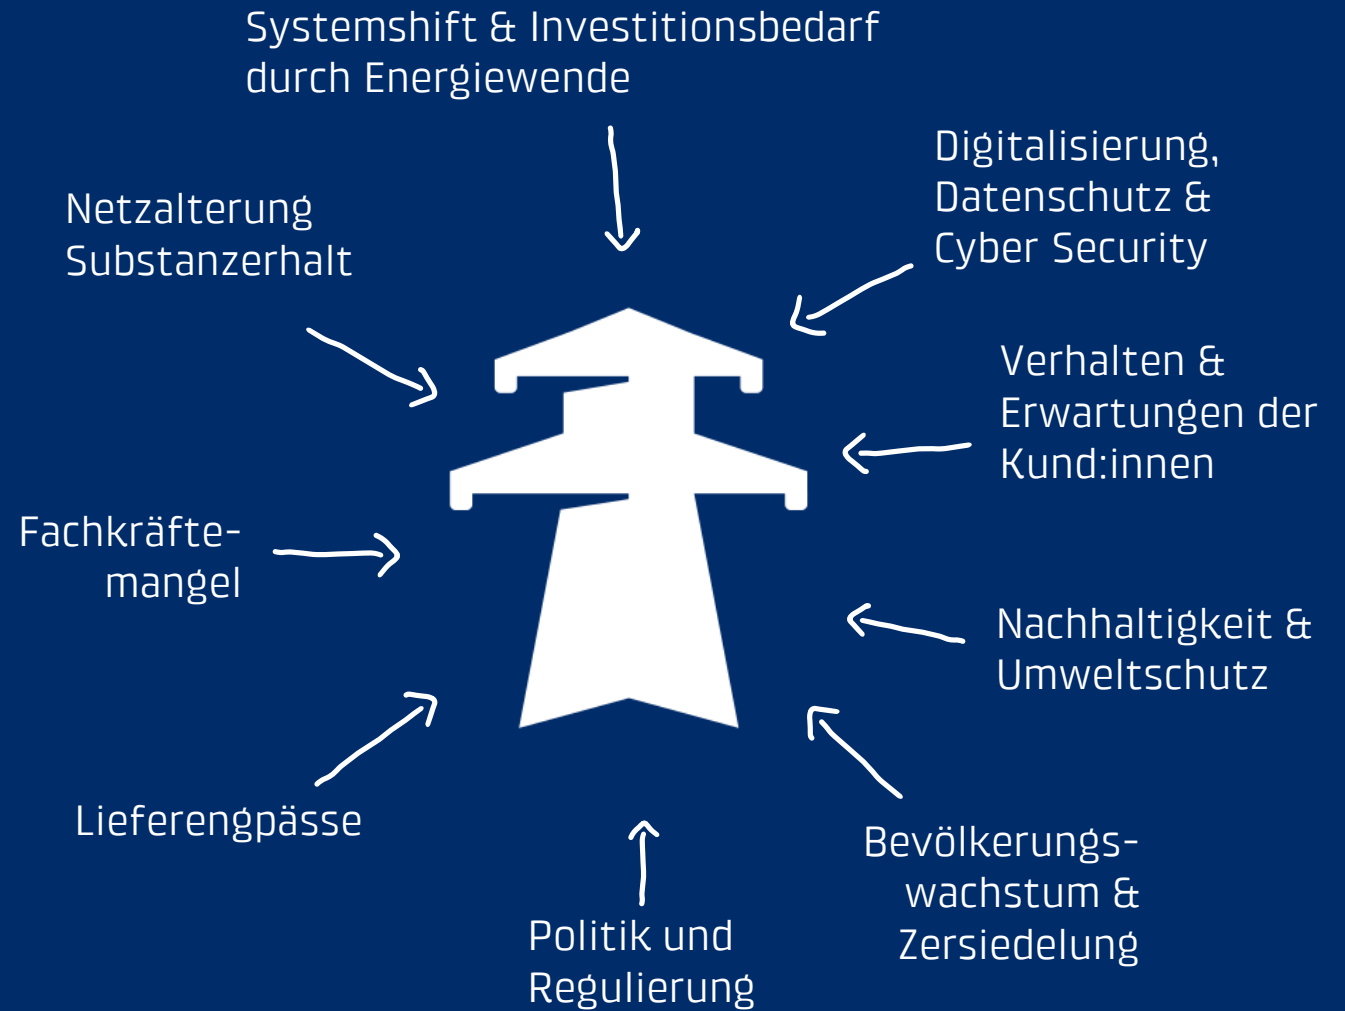 Systemshift & Investitionsbedarf
durch Energiewende
Digitalisierung,
Datenschutz &
Cyber Security
Netzalterung
Substanzerhalt
Verhalten &
Erwartungen der
Kund:innen
Fachkräfte-
mangel
Nachhaltigkeit &
Umweltschutz
Lieferengpässe
Bevölkerungs-
wachstum &
Zersiedelung
Politik und
Regulierung